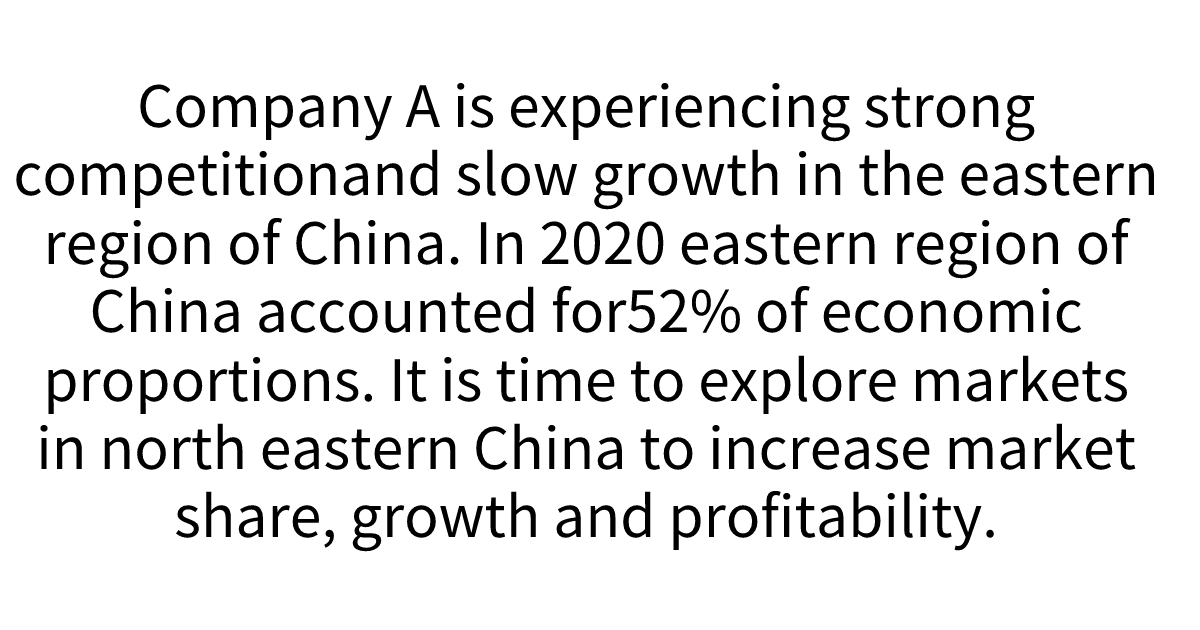 Company A is experiencing strong
competitionand slow growth in the eastern
region of China. In 2020 eastern region of
China accounted for52% of economic
proportions. It is time to explore markets
in north eastern China to increase market
share, growth and profitability.